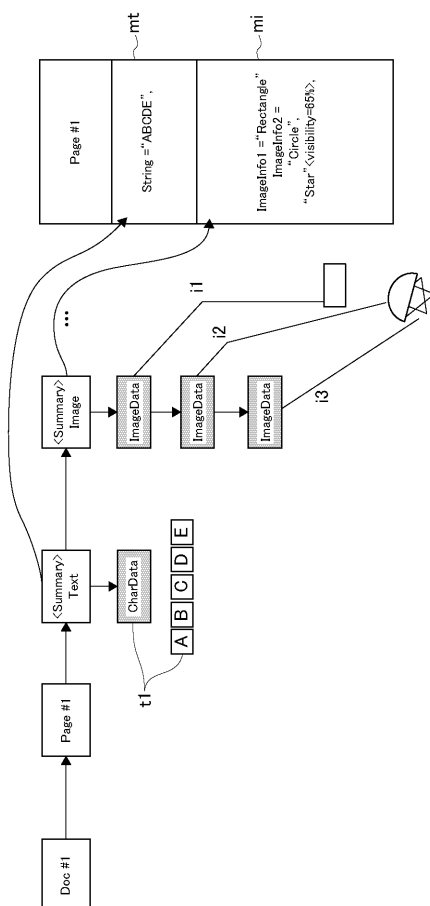 Doc #1
Page #1
<Summary>
Text
<Summary>
Image
...
CharData
t1
A B C D E
ImageData
ImageData
ImageData
i1
i2
i3
Page #1
String = "ABCDE",
ImageInfo1 = "Rectangle"
ImageInfo2 =
"Circle",
"Star"<visibility=65%>,
mt
mi